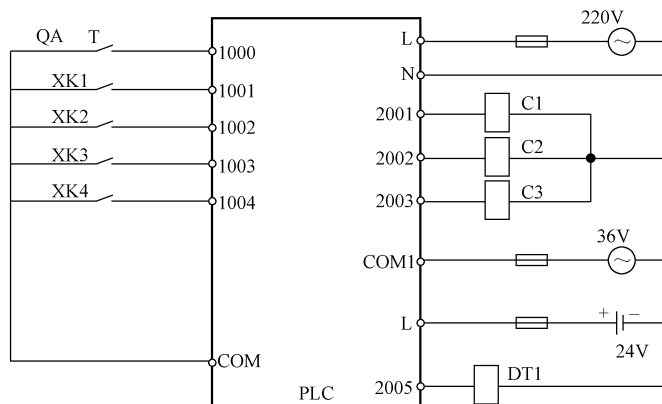 220V
QA T 1000 L
XK1 1001 N
XK2 1002 2001 C1
XK3 1003 2002 C2
XK4 1004 2003 C3
36V
COM1
L + −
24V
COM
PLC 2005 DT1